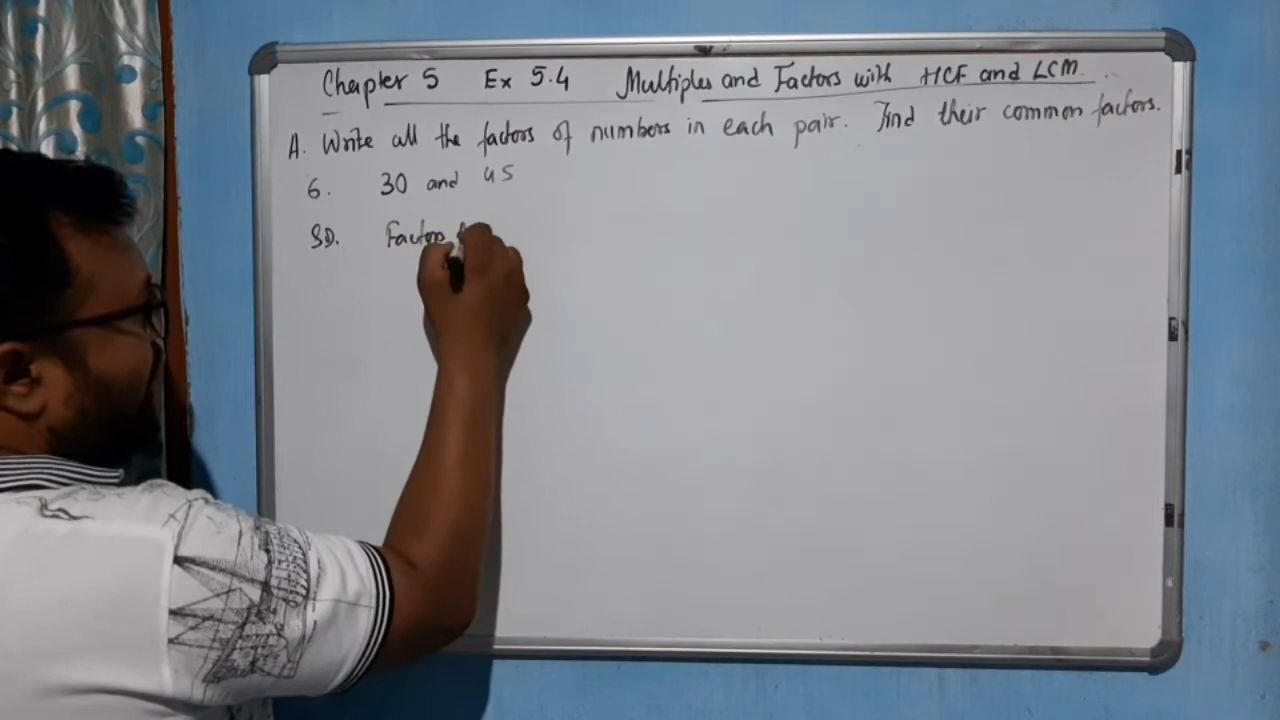 Chapter 5 Ex 5.4 Multiples and Factors with HCF and LCM.
A. Write all the factors of numbers in each pair. Find their common factors.
6. 30 and 45
Sol. Factors